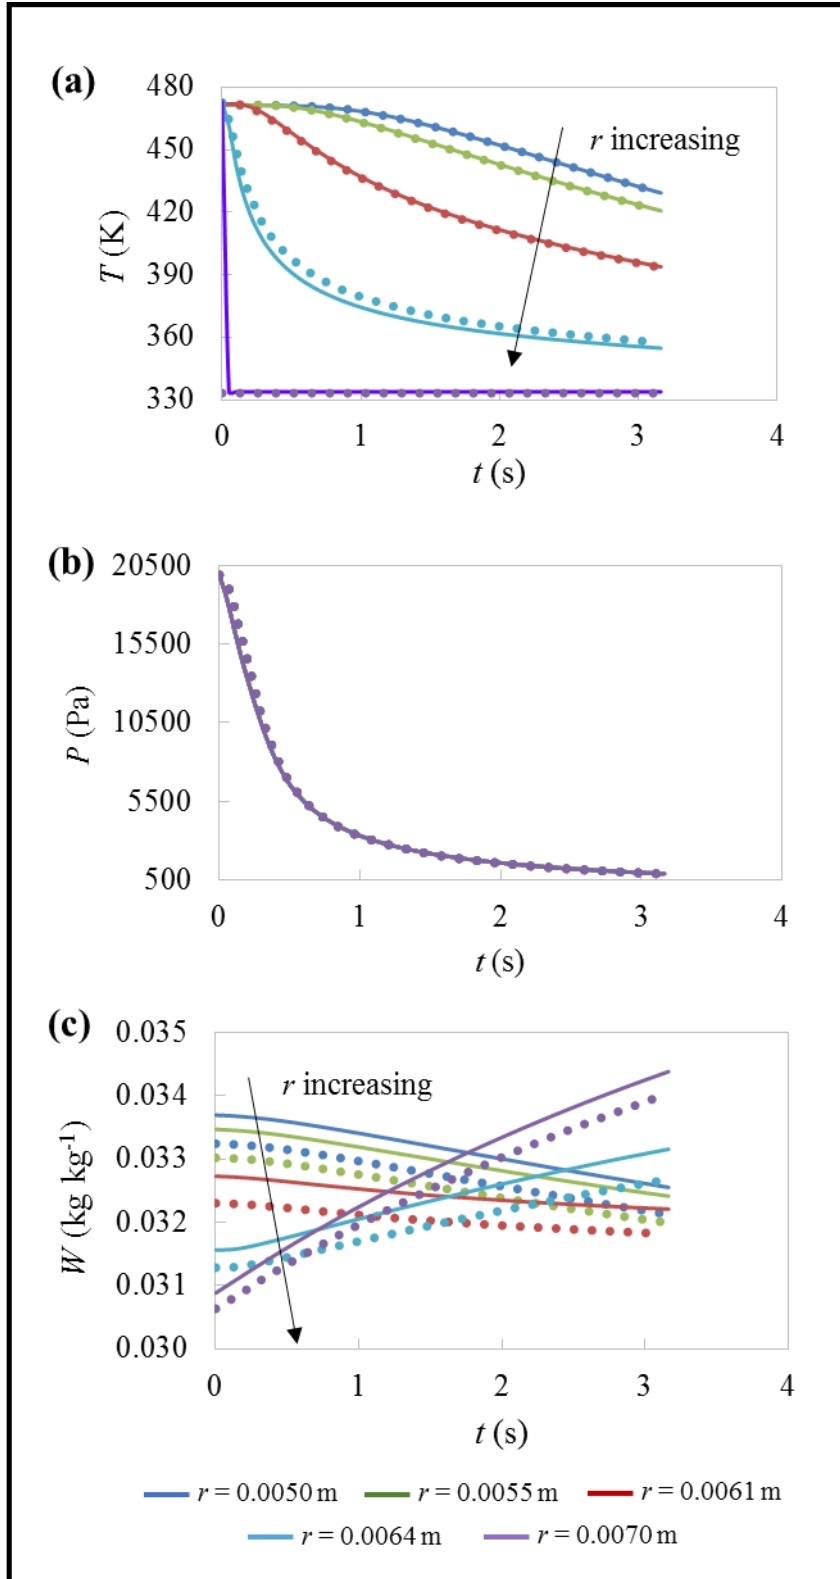 (a)
480
450
420
390
360
330
T (K)
r increasing
0 1 2 3 4
t (s)
(b)
20500
15500
10500
5500
500
P (Pa)
0 1 2 3 4
t (s)
(c)
0.035
0.034
0.033
0.032
0.031
0.030
W (kg kg⁻¹)
r increasing
0 1 2 3 4
t (s)
r = 0.0050 m r = 0.0055 m r = 0.0061 m
r = 0.0064 m r = 0.0070 m